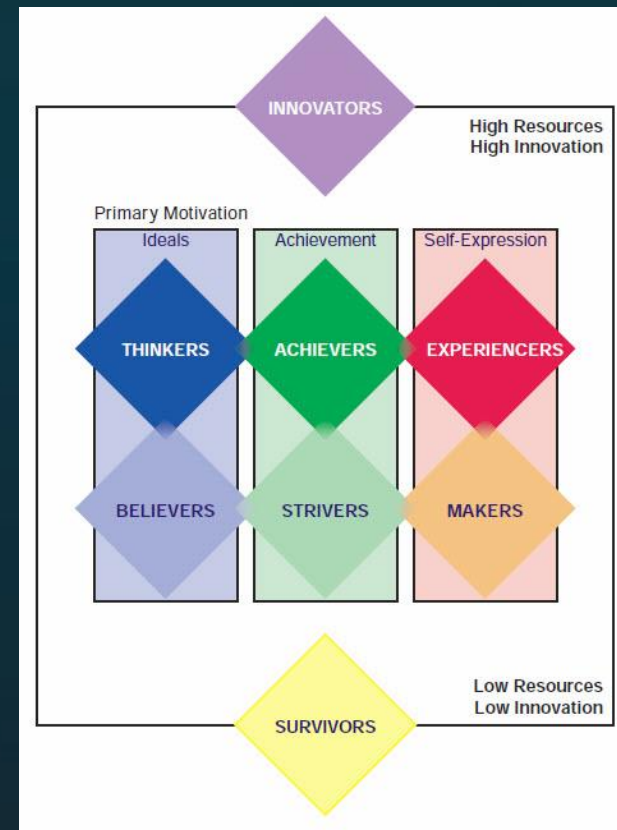 INNOVATORS
High Resources
High Innovation
Primary Motivation
Ideals
Achievement
Self-Expression
THINKERS
ACHIEVERS
EXPERIENCERS
BELIEVERS
STRIVERS
MAKERS
Low Resources
Low Innovation
SURVIVORS